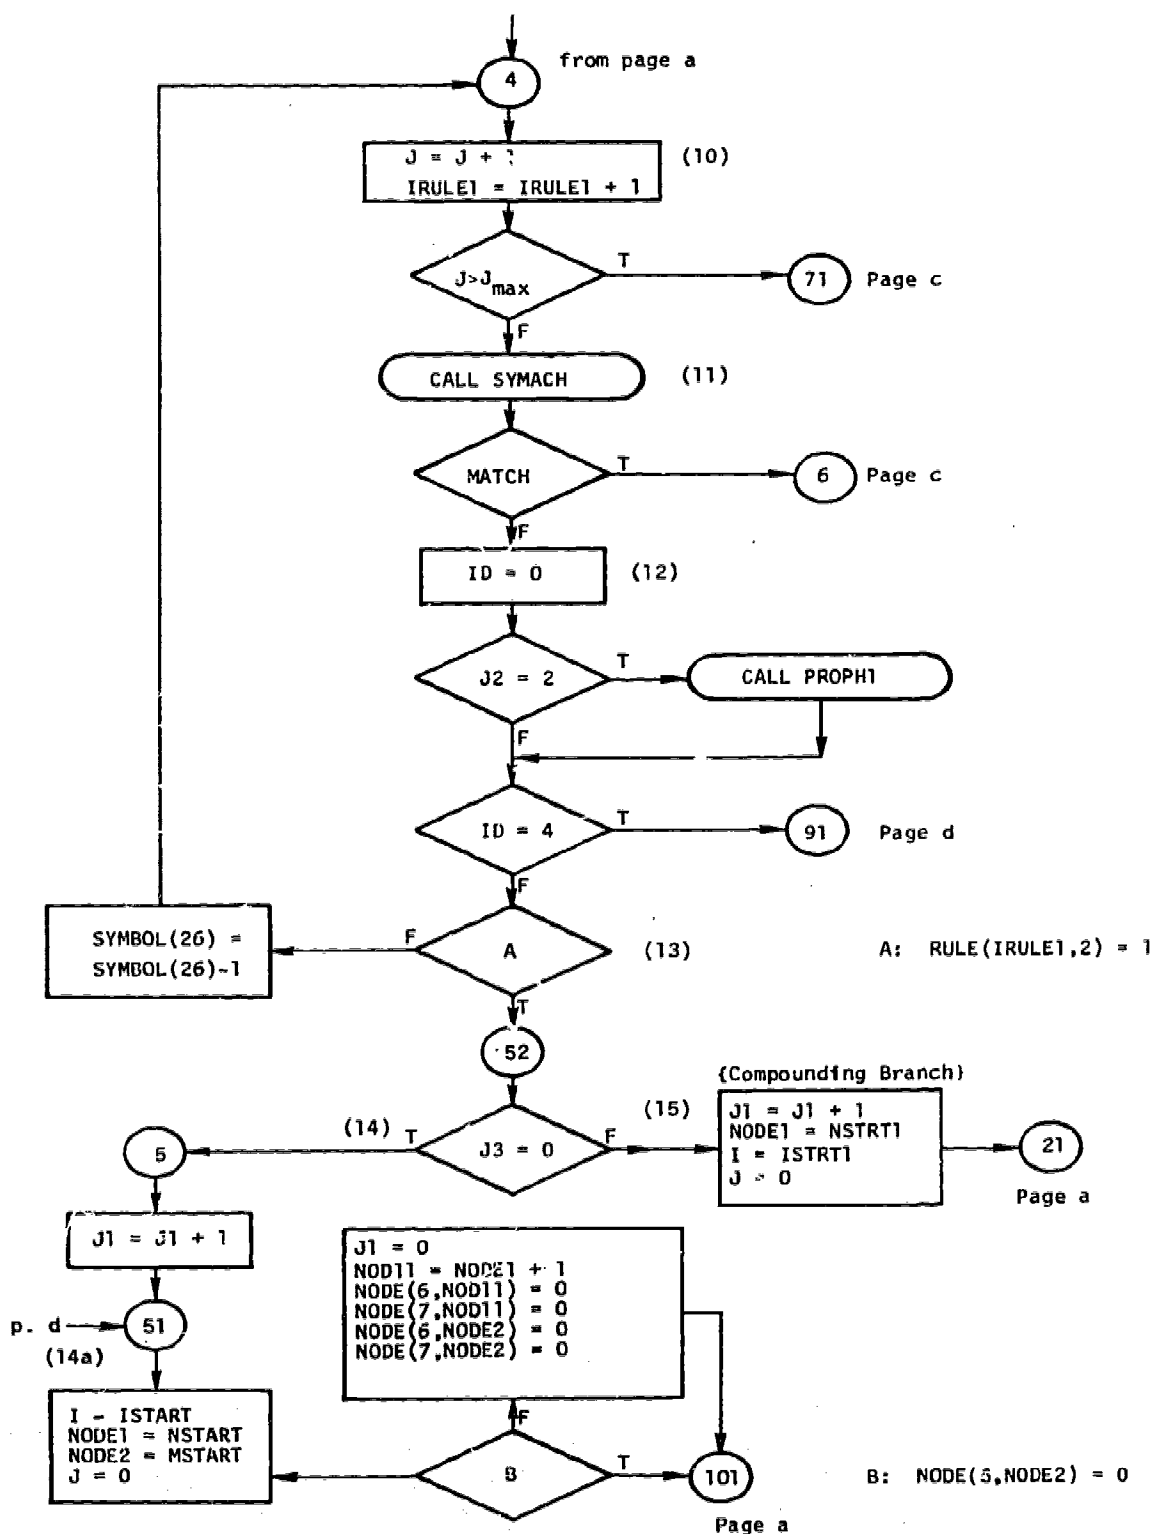 from page a
4
J = J + 1
IRULE1 = IRULE1 + 1
(10)
J>Jmax
T
71
Page c
F
CALL SYMACH
(11)
MATCH
T
6
Page c
F
ID = 0
(12)
J2 = 2
T
CALL PROPH1
F
ID = 4
T
91
Page d
F
SYMBOL(26) =
SYMBOL(26)-1
F
A
(13)
A: RULE(IRULE1,2) = 1
T
52
{Compounding Branch}
(14)
T
J3 = 0
F
(15)
J1 = J1 + 1
NODE1 = NSTRT1
I = ISTRT1
J = 0
21
Page a
5
J1 = J1 + 1
J1 = 0
NOD11 = NODE1 + 1
NODE(6,NOD11) = 0
NODE(7,NOD11) = 0
NODE(6,NODE2) = 0
NODE(7,NODE2) = 0
p. d
51
(14a)
I - ISTART
NODE1 = NSTART
NODE2 = MSTART
J = 0
F
B
T
101
Page a
B: NODE(6,NODE2) = 0